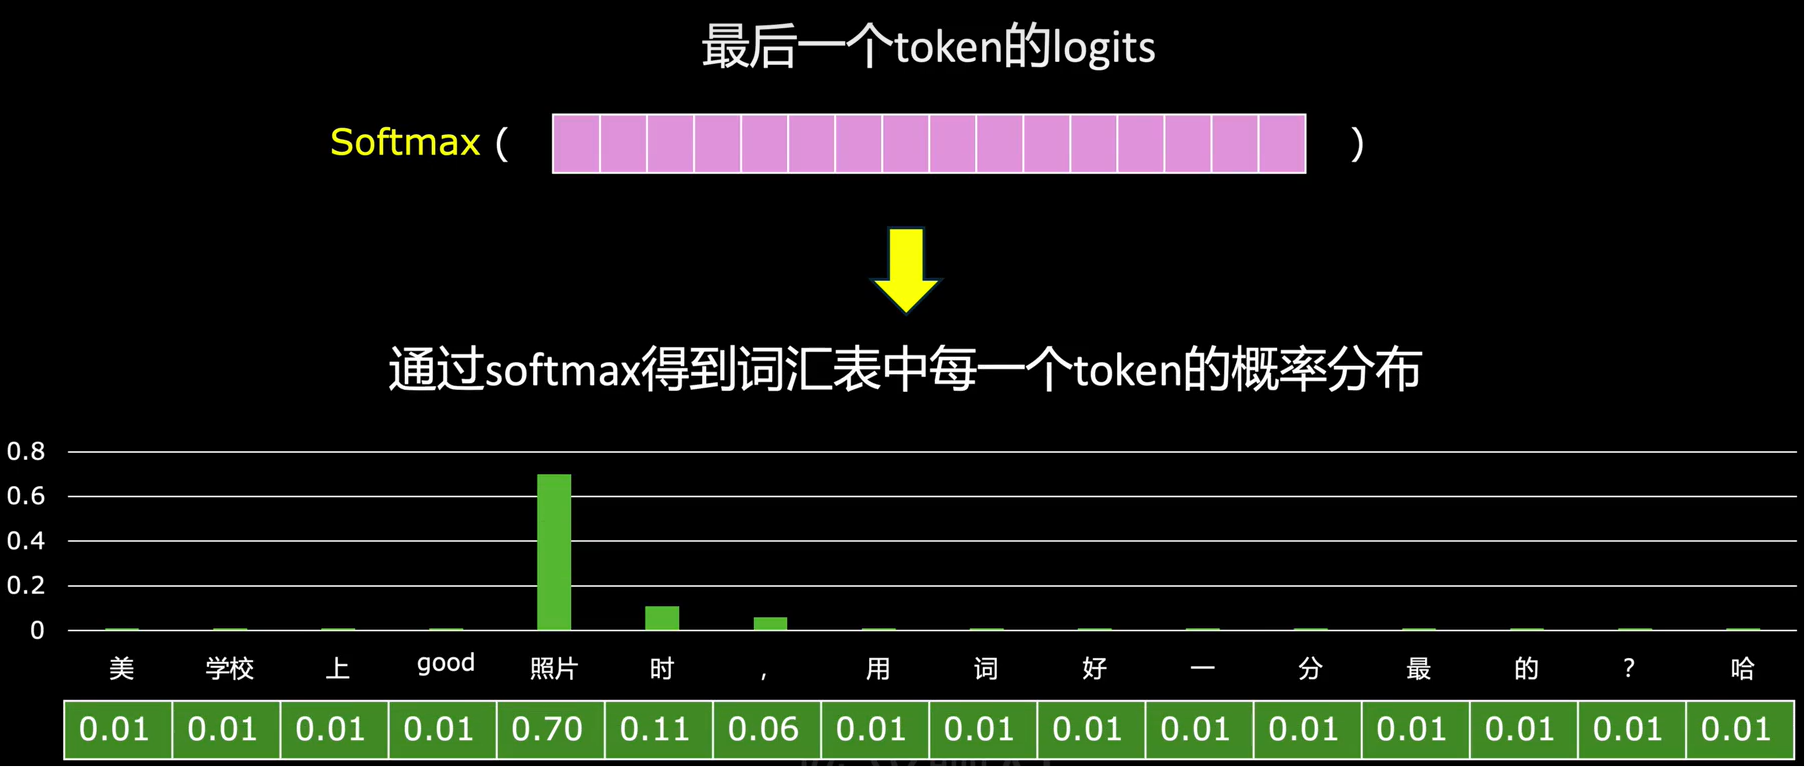 最后一个token的logits
Softmax ( )
通过softmax得到词汇表中每一个token的概率分布
0.8
0.6
0.4
0.2
0
美 学校 上 good 照片 时 , 用 词 好 一 分 最 的 ? 哈
0.01 0.01 0.01 0.01 0.70 0.11 0.06 0.01 0.01 0.01 0.01 0.01 0.01 0.01 0.01 0.01